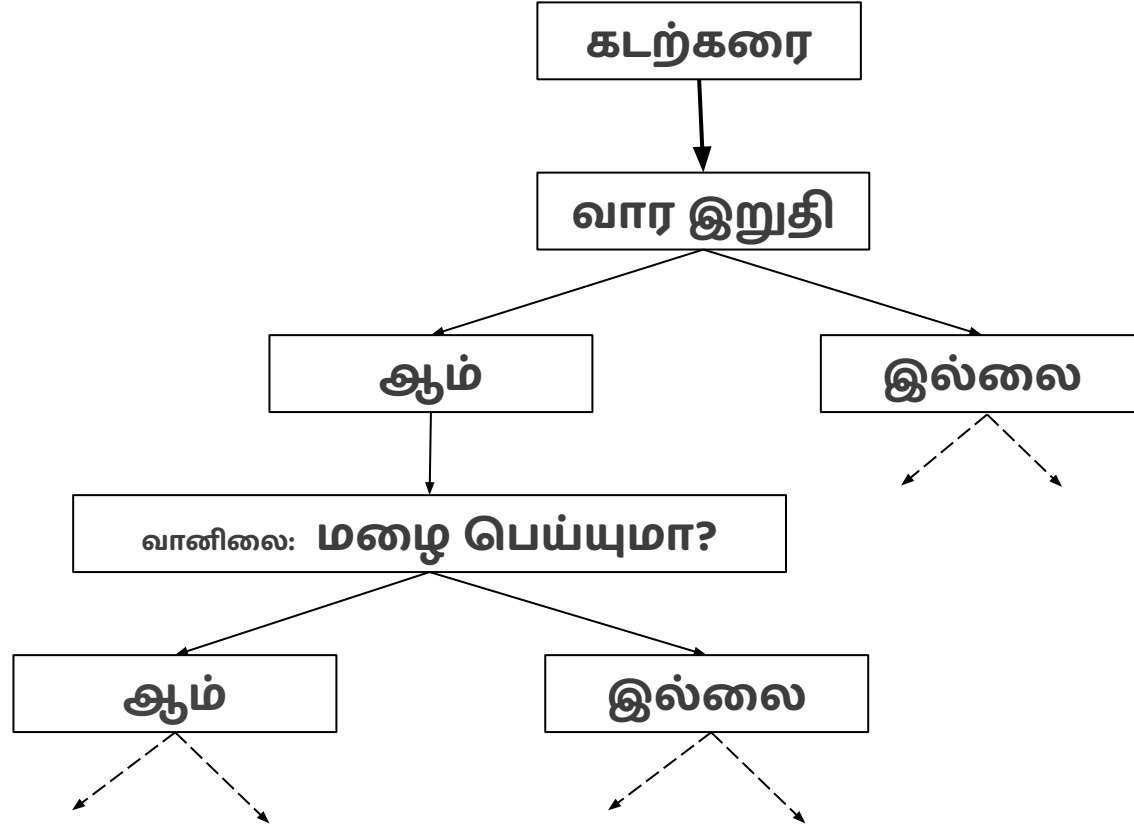 கடற்கரை
வார இறுதி
ஆம்
இல்லை
வானிலை: மழை பெய்யுமா?
ஆம்
இல்லை